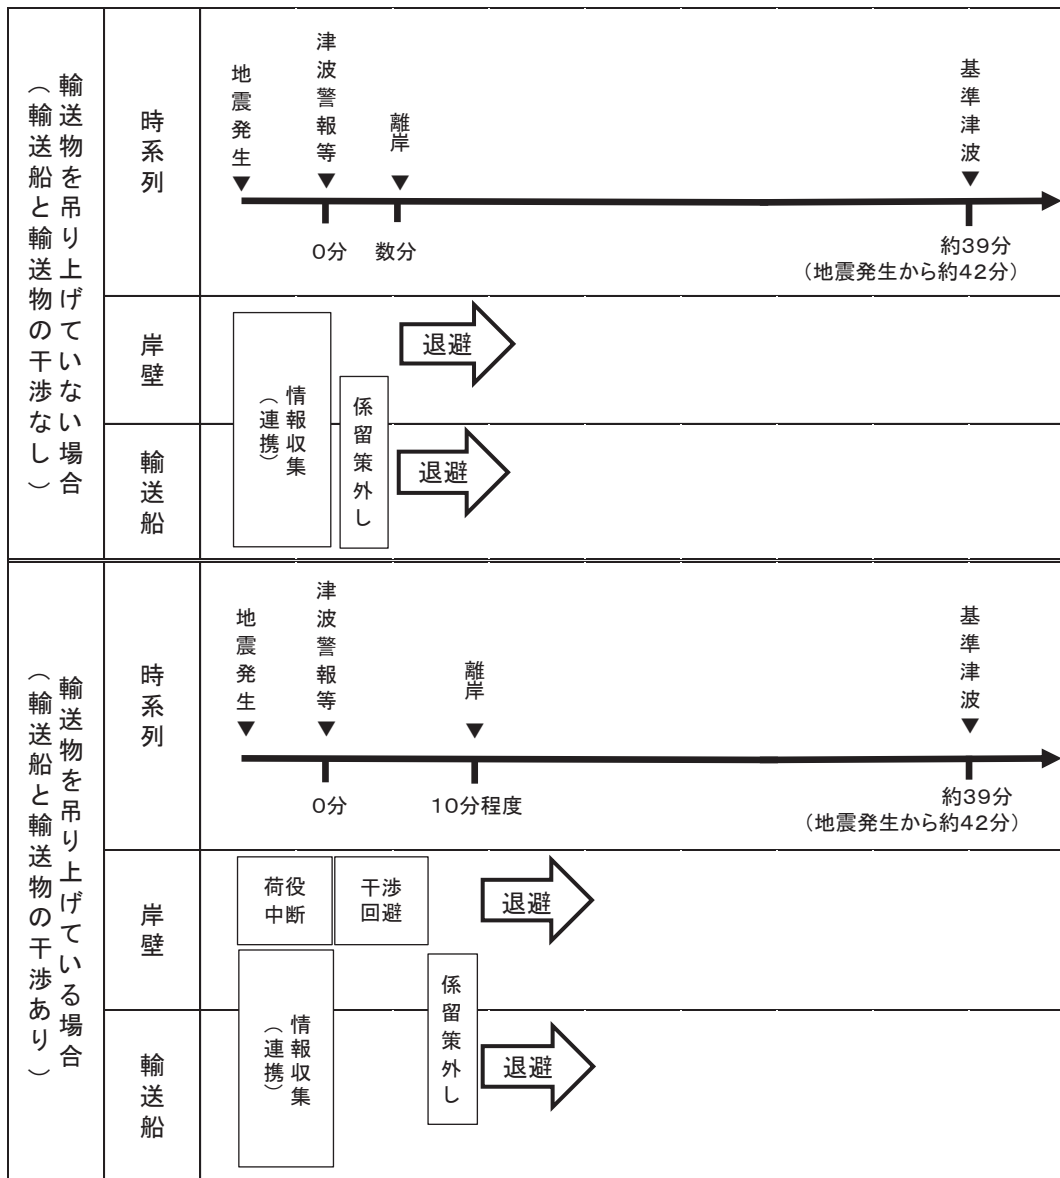 輸送物を吊り上げていない場合
（輸送船と輸送物の干渉なし）
時系列
地震発生
津波警報等
離岸
基準津波
0分
数分
約39分
（地震発生から約42分）
岸壁
輸送船
情報収集
（連携）
係留策外し
退避
退避
輸送物を吊り上げている場合
（輸送船と輸送物の干渉あり）
時系列
地震発生
津波警報等
離岸
基準津波
0分
10分程度
約39分
（地震発生から約42分）
岸壁
荷役
中断
干渉
回避
退避
輸送船
情報収集
（連携）
係留策外し
退避